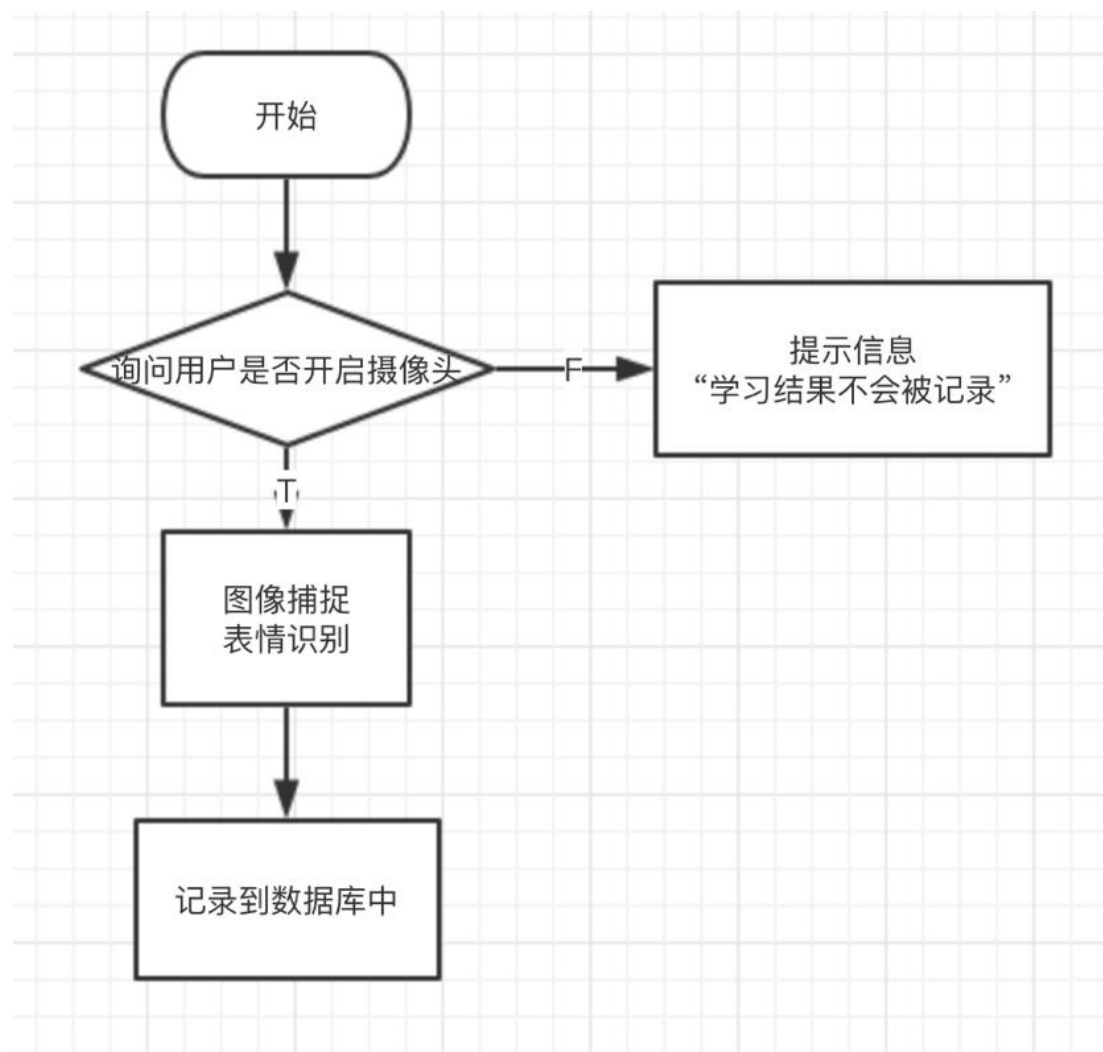 开始
询问用户是否开启摄像头
F
提示信息
“学习结果不会被记录”
T
图像捕捉
表情识别
记录到数据库中